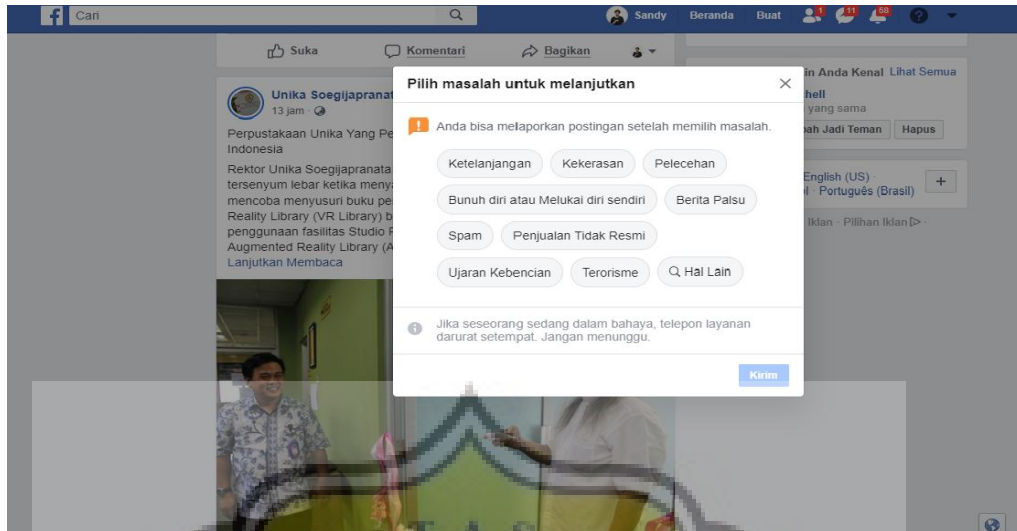 f Cari
Sandy Beranda Buat 1 11 58
Suka Komentari Bagikan
Unika Soegijapranat
13 jam
Perpustakaan Unika Yang Pe
Indonesia
Rektor Unika Soegijapranata
tersenyum lebar ketika meny
mencoba menyusuri buku pe
Reality Library (VR Library) b
penggunaan fasilitas Studio
Augmented Reality Library (A
Lanjutkan Membaca
Pilih masalah untuk melanjutkan
Anda bisa melaporkan postingan setelah memilih masalah.
Ketelanjangan Kekerasan Pelecehan
Bunuh diri atau Melukai diri sendiri Berita Palsu
Spam Penjualan Tidak Resmi
Ujaran Kebencian Terorisme Hal Lain
Jika seseorang sedang dalam bahaya, telepon layanan
darurat setempat. Jangan menunggu.
Kirim
in Anda Kenal Lihat Semua
hell
yang sama
ah Jadi Teman Hapus
English (US) ·
Português (Brasil)
Iklan · Pilihan Iklan ·